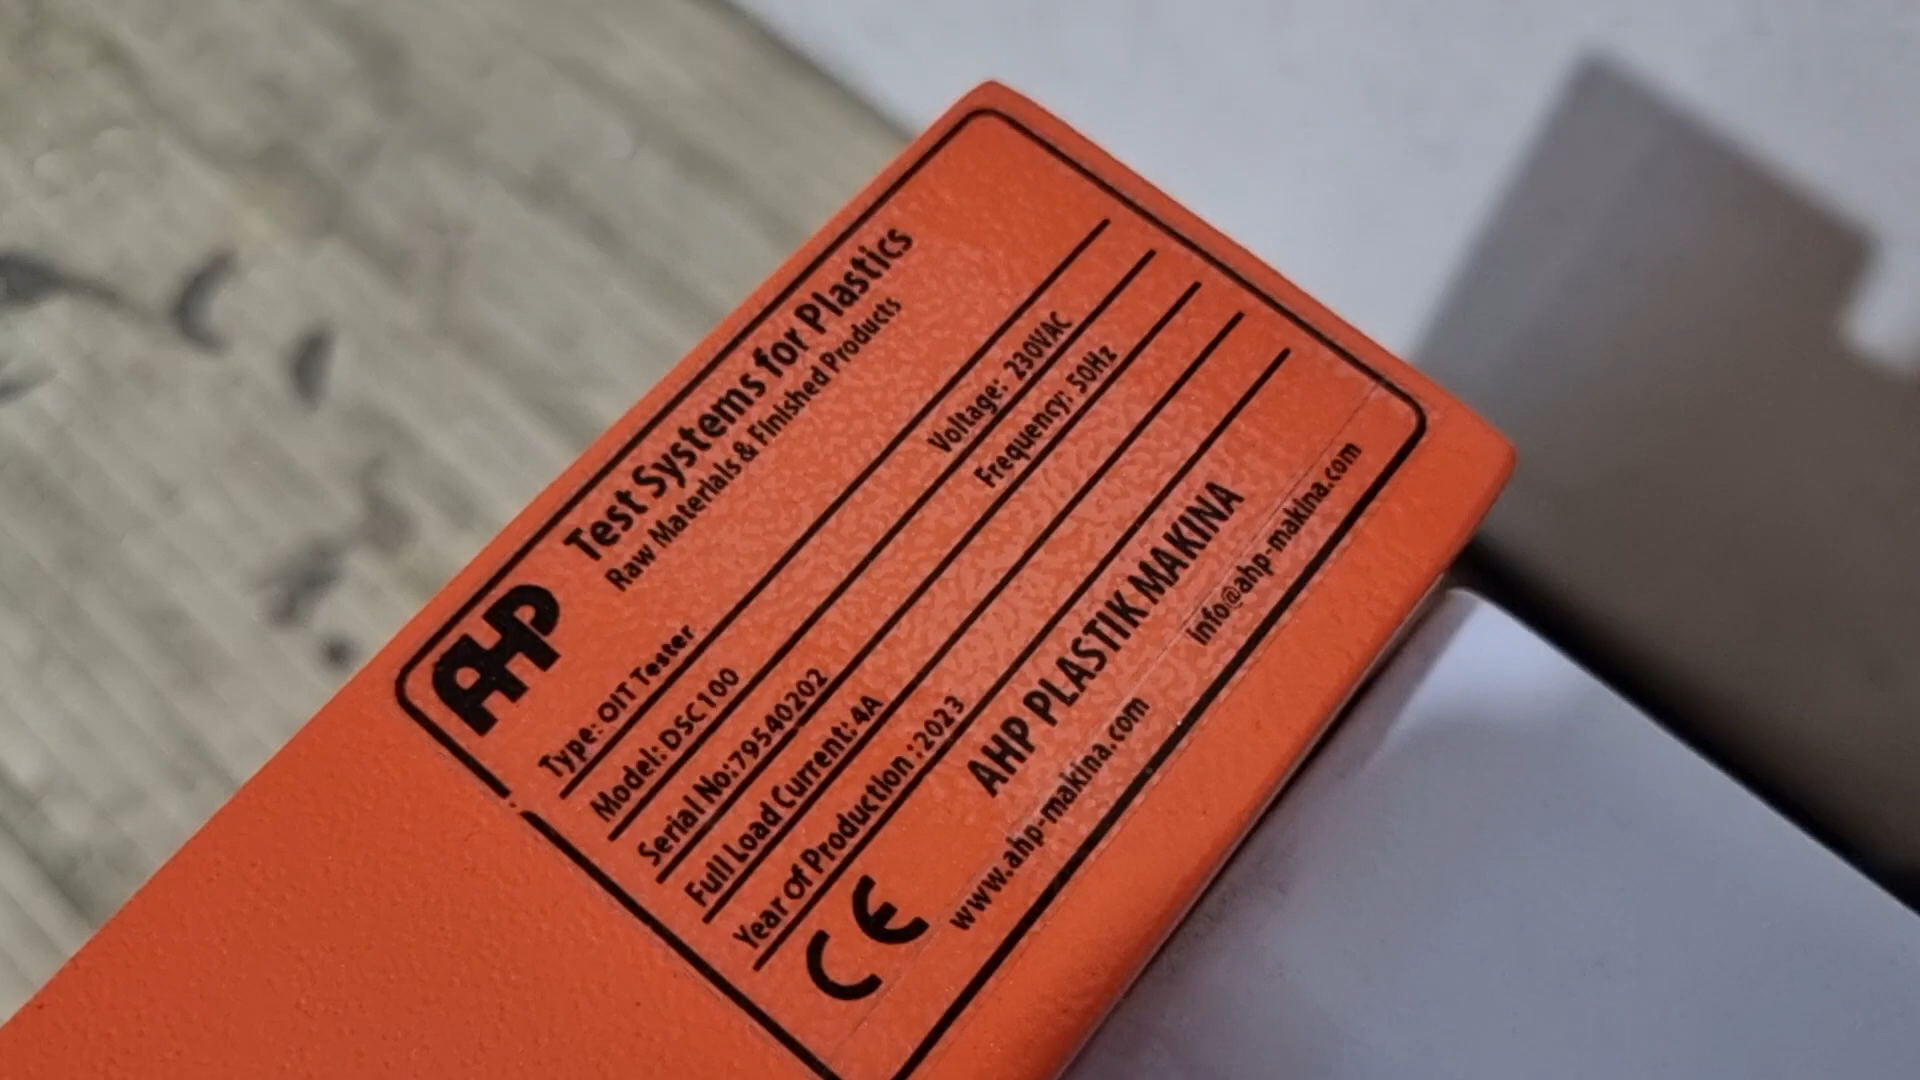 AHP
Test Systems for Plastics
Raw Materials & Finished Products
Type: OIT Tester
Model: DSC100 Voltage: 230VAC
Serial No:79540202 Frequency: 50Hz
Full Load Current:4A
Year of Production :2023
CE AHP PLASTIK MAKINA
www.ahp-makina.com info@ahp-makina.com